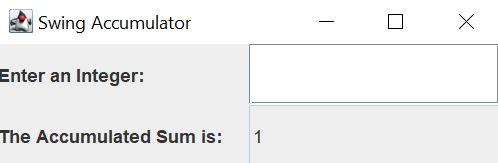 Swing Accumulator
Enter an Integer:
The Accumulated Sum is: 1